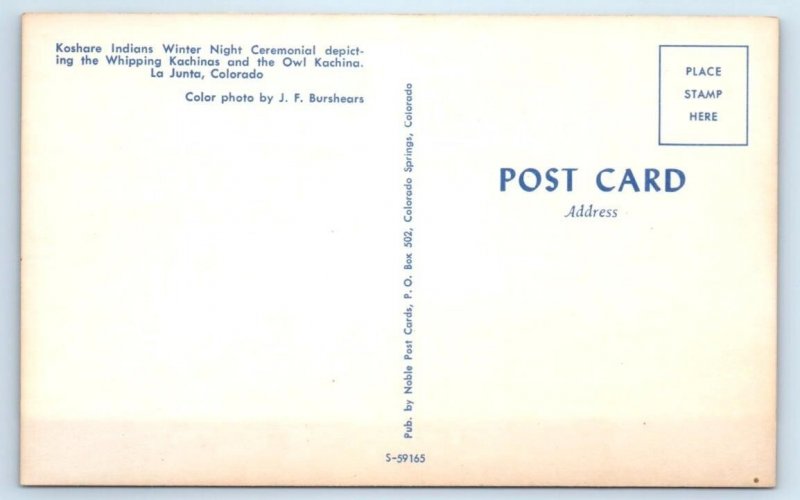 Koshare Indians Winter Night Ceremonial depict-
ing the Whipping Kachinas and the Owl Kachina.
La Junta, Colorado
Color photo by J. F. Burshears
Pub. by Noble Post Cards, P. O. Box 502, Colorado Springs, Colorado
S-59165
PLACE
STAMP
HERE
POST CARD
Address